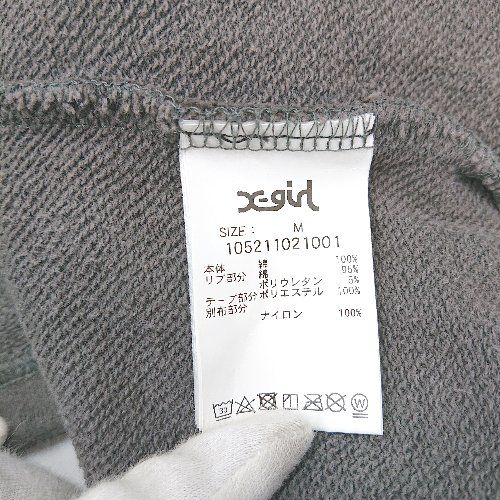 X-girl
SIZE: M
105211021001
本体 綿 100%
リブ部分 綿 95%
ポリウレタン 5%
テープ部分 ポリエステル 100%
別布部分 ナイロン 100%
30 W